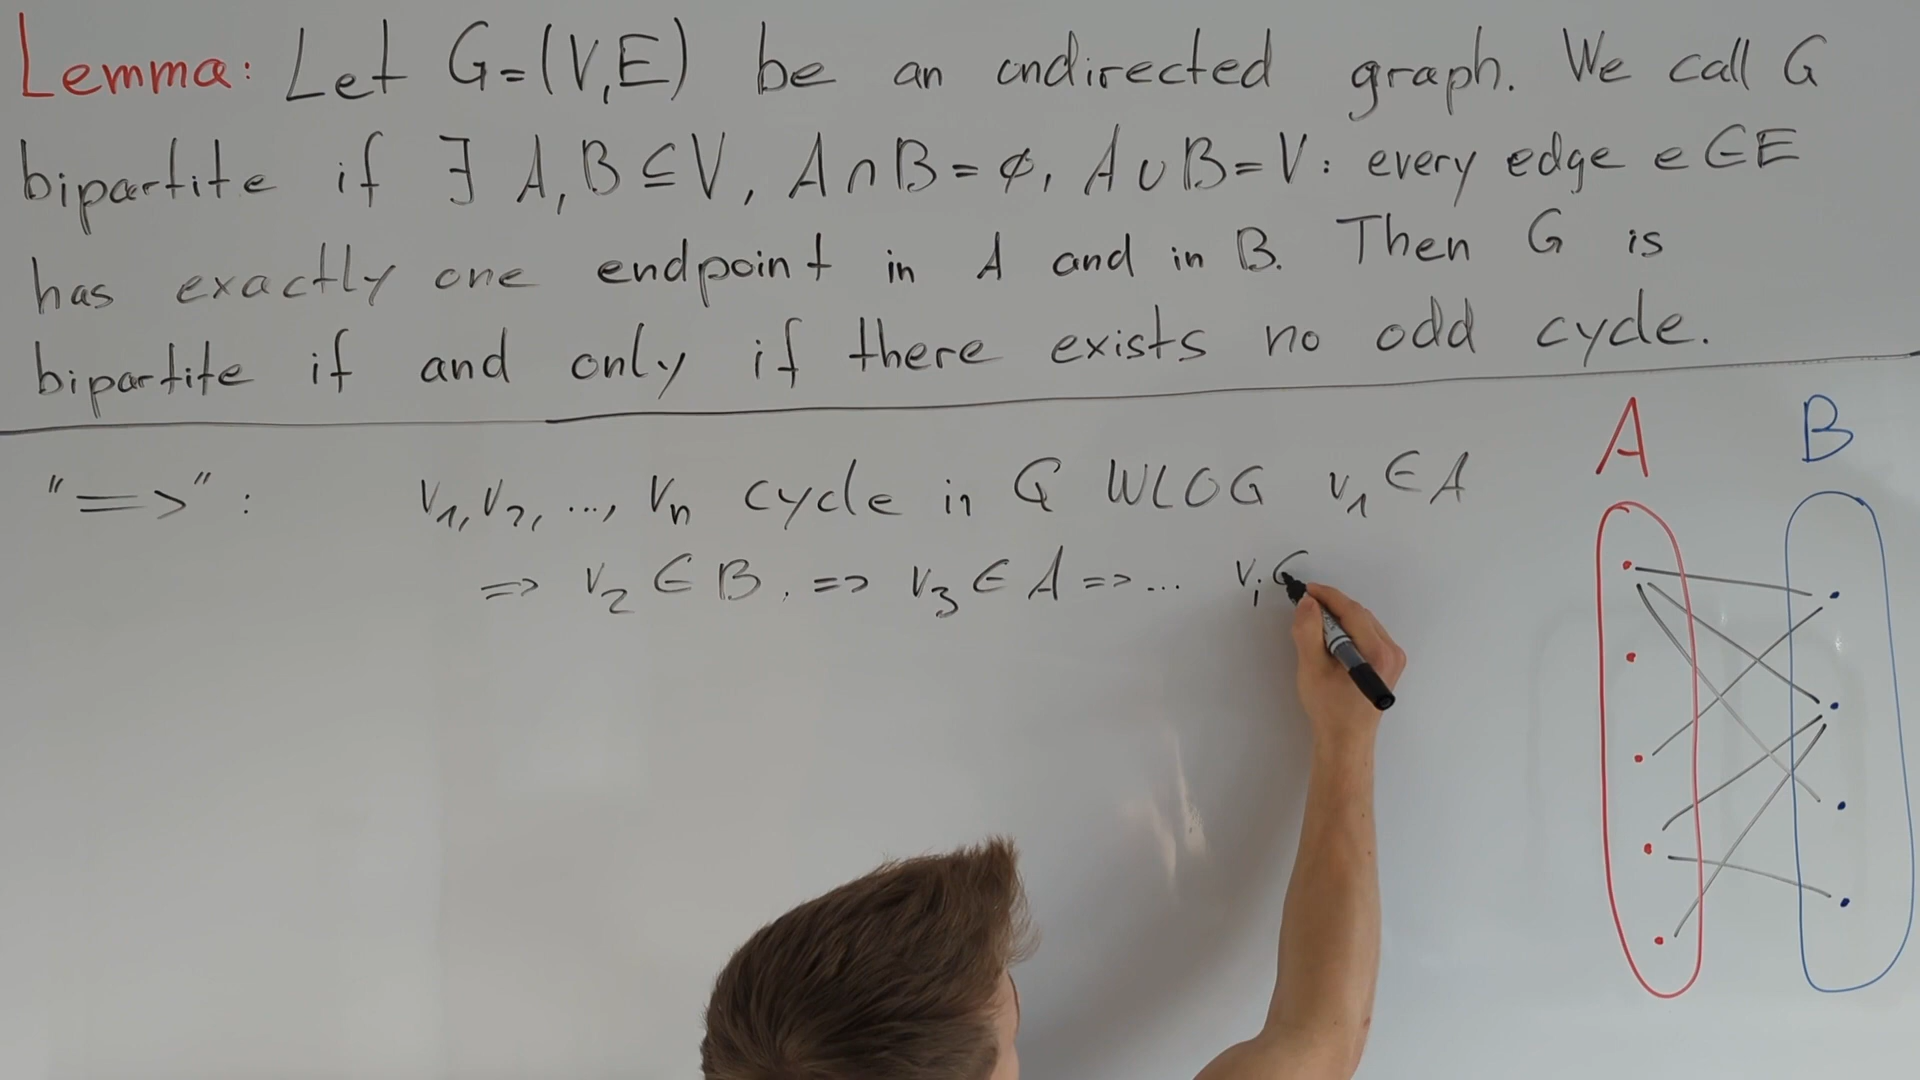 Lemma: Let G=(V,E) be an undirected graph. We call G
bipartite if ∃ A,B⊆V, A∩B=∅, A∪B=V: every edge e∈E
has exactly one endpoint in A and in B. Then G is
bipartite if and only if there exists no odd cycle.
A B
"=>": v₁,v₂,..., vₙ cycle in G WLOG v₁∈A
=> v₂∈B. => v₃∈A => ... vᵢ∈